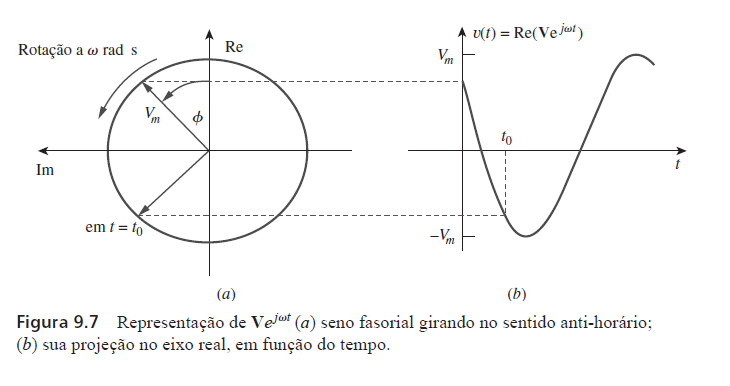 Rotação a ω rad s
Re
V_m
ϕ
Im
em t = t_0
(a)
v(t) = Re(Ve^{jωt})
V_m
t_0
t
–V_m
(b)
Figura 9.7 Representação de Ve^{jωt} (a) seno fasorial girando no sentido anti-horário;
(b) sua projeção no eixo real, em função do tempo.